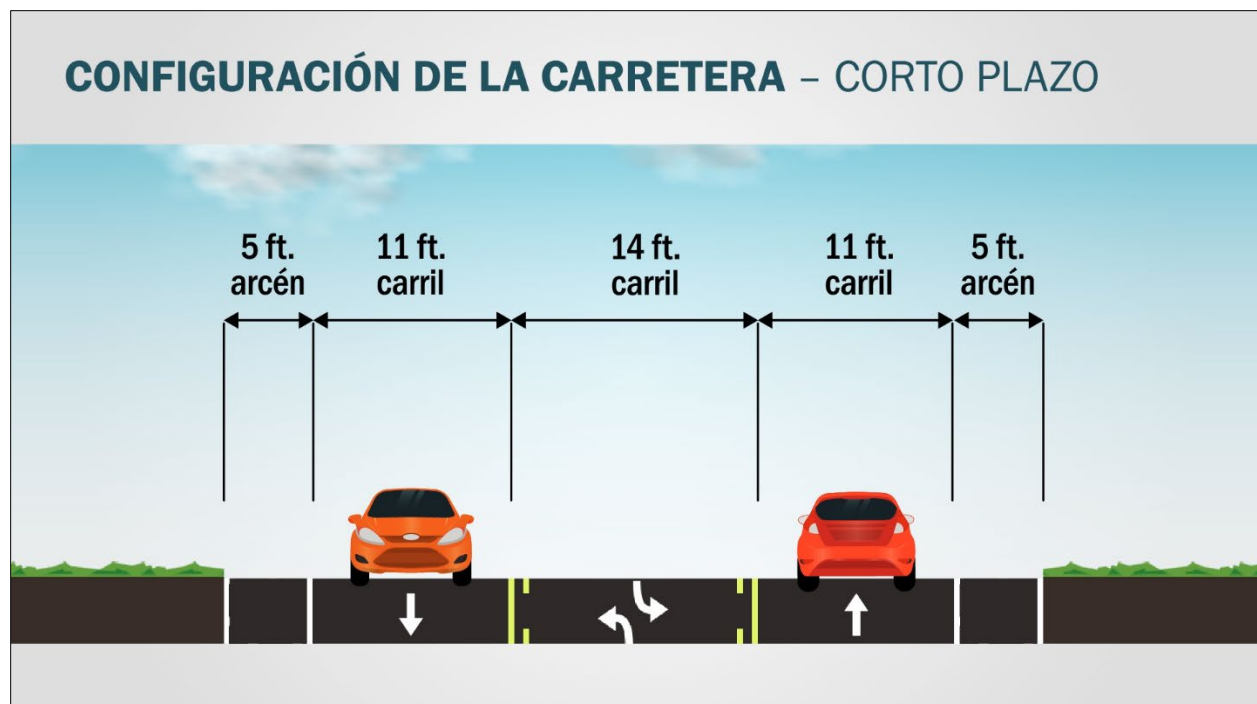 CONFIGURACIÓN DE LA CARRETERA – CORTO PLAZO
5 ft.
arcén
11 ft.
carril
14 ft.
carril
11 ft.
carril
5 ft.
arcén